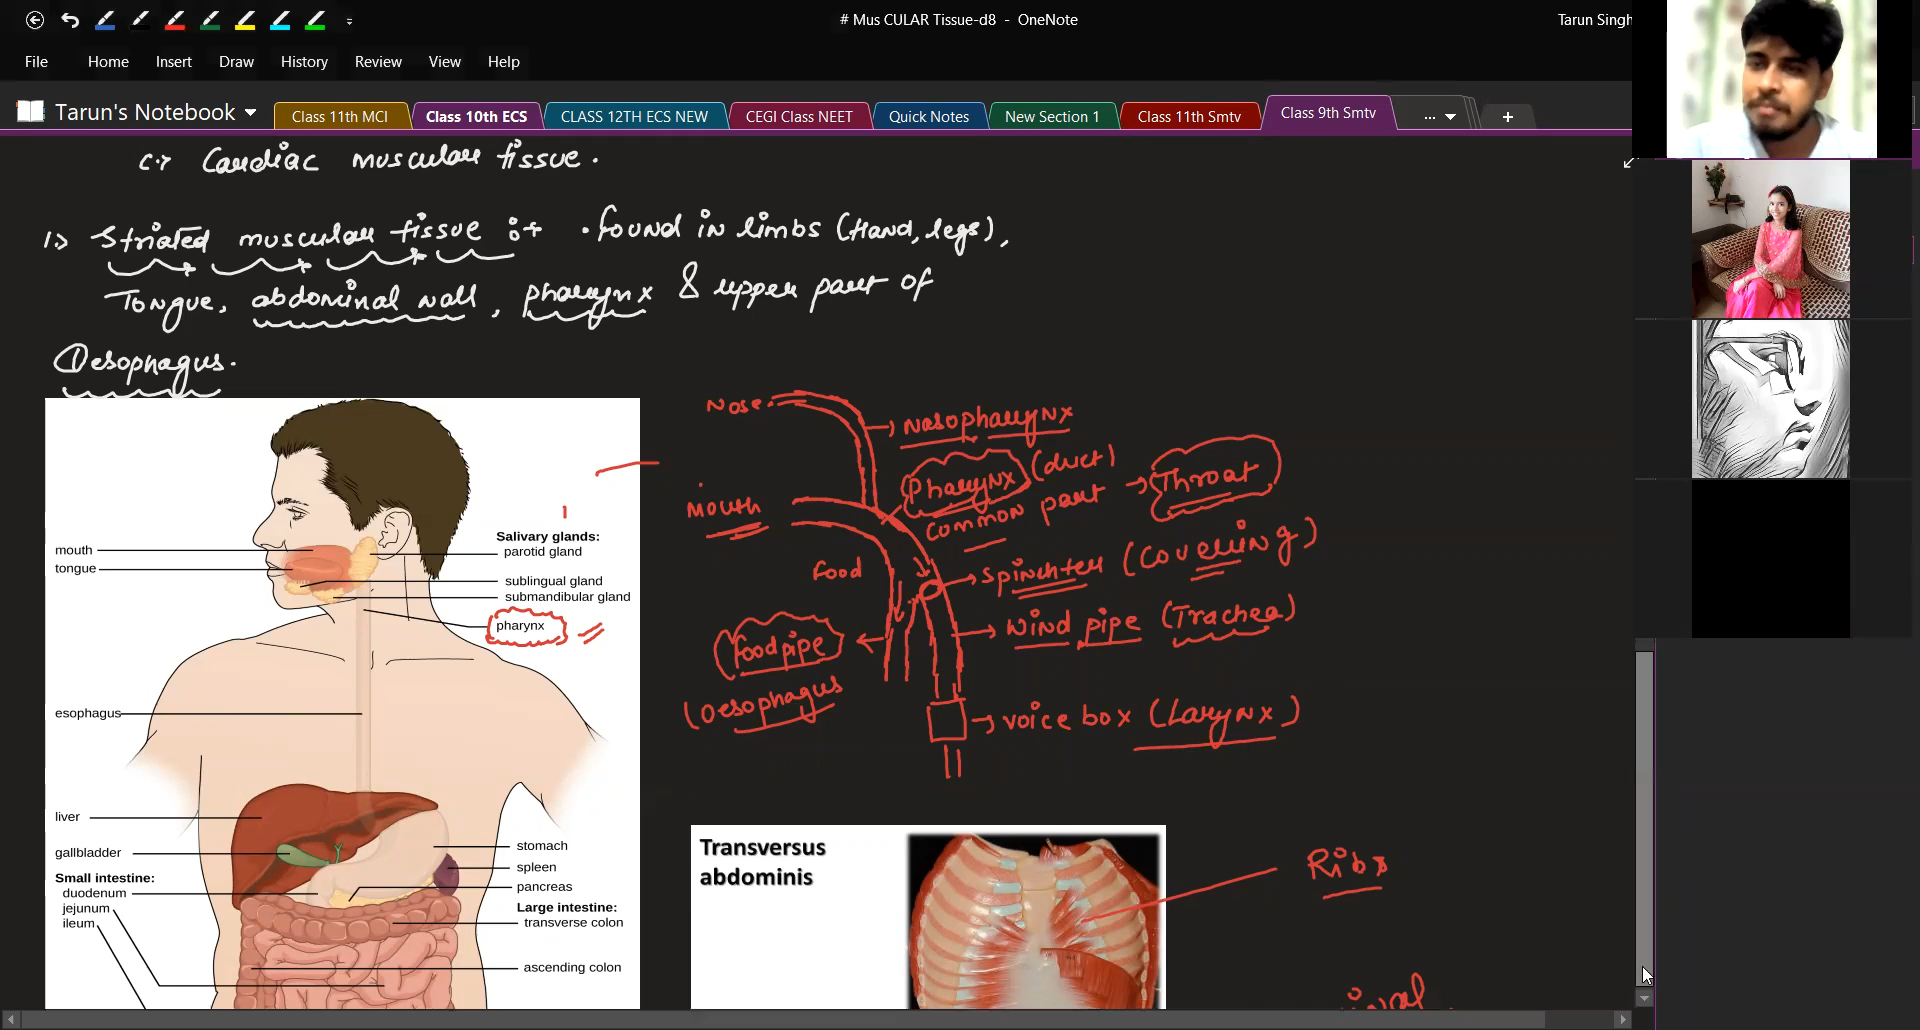 # Mus CULAR Tissue-d8 - OneNote
Tarun Singh
File Home Insert Draw History Review View Help
Tarun's Notebook
Class 11th MCI
Class 10th ECS
CLASS 12TH ECS NEW
CEGI Class NEET
Quick Notes
New Section 1
Class 11th Smtv
Class 9th Smtv
...
+
C.> Cardiac muscular tissue.
1.> Striated muscular tissue :- . found in limbs (Hand, legs),
Tongue, abdominal wall, pharynx & upper part of
Oesophagus.
mouth
tongue
Salivary glands:
parotid gland
sublingual gland
submandibular gland
pharynx
esophagus
liver
gallbladder
Small intestine:
duodenum
jejunum
ileum
stomach
spleen
pancreas
Large intestine:
transverse colon
ascending colon
Nose.
Nasopharynx
Pharynx (duct)
common part → Throat
Mouth
food
Spinchter (Covering)
Wind pipe (Trachea)
foodpipe
(Oesophagus
voice box (Larynx)
Transversus
abdominis
Ribs